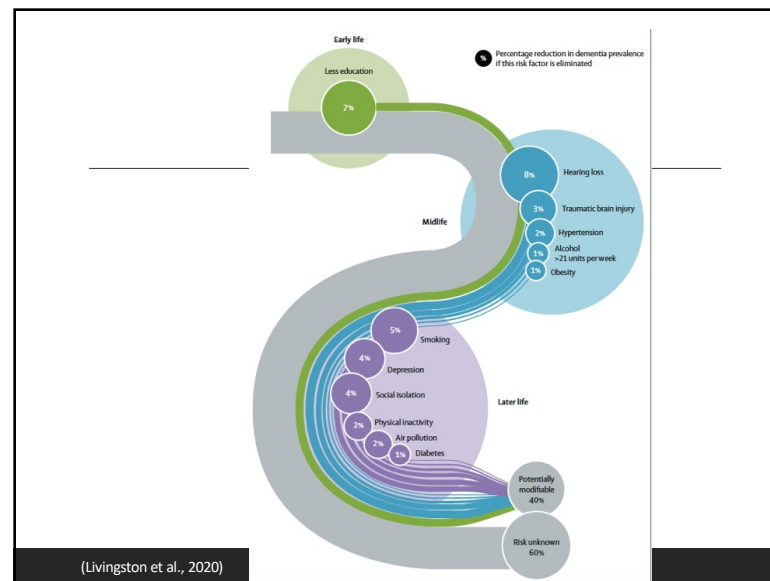 Early life
% Percentage reduction in dementia prevalence
if this risk factor is eliminated
Less education
7%
8% Hearing loss
3% Traumatic brain injury
Midlife
2% Hypertension
1% Alcohol
>21 units per week
1% Obesity
5% Smoking
4% Depression
4% Social isolation
Later life
2% Physical inactivity
2% Air pollution
1% Diabetes
Potentially
modifiable
40%
Risk unknown
60%
(Livingston et al., 2020)